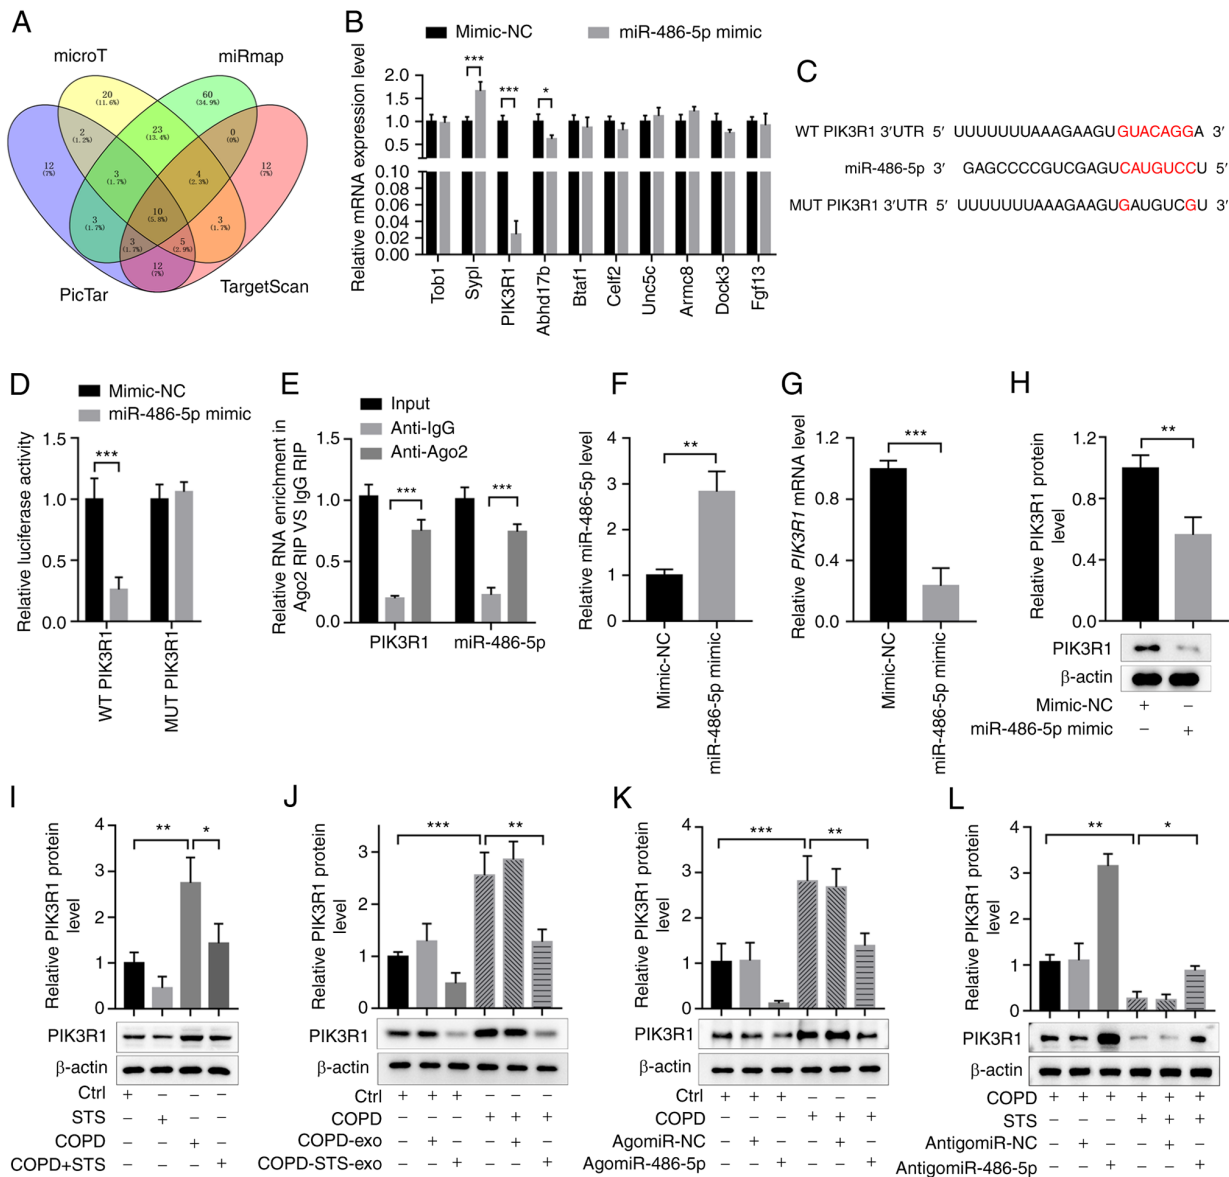 A
microT
miRmap
PicTar
TargetScan
20
(11.6%)
60
(34.9%)
2
(1.2%)
23
(13.4%)
0
(0%)
12
(7%)
12
(7%)
3
(1.7%)
4
(2.3%)
10
(5.8%)
3
(1.7%)
3
(1.7%)
3
(1.7%)
5
(2.9%)
12
(7%)
B
Mimic-NC
miR-486-5p mimic
Relative mRNA expression level
2.0
1.5
1.0
0.5
0.10
0.08
0.06
0.04
0.02
0.00
*** *** *
Tob1
Sypl
PIK3R1
Abhd17b
Btaf1
Celf2
Unc5c
Armc8
Dock3
Fgf13
C
WT PIK3R1 3′UTR 5′ UUUUUUUAAAGAAGUGUACAGGA 3′
miR-486-5p 3′ GAGCCCCGUCGAGUCAUGUCCU 5′
MUT PIK3R1 3′UTR 5′ UUUUUUUAAAGAAGUGAUGUCGU 3′
D
Mimic-NC
miR-486-5p mimic
Relative luciferase activity
1.5
1.0
0.5
0.0
***
WT PIK3R1
MUT PIK3R1
E
Input
Anti-IgG
Anti-Ago2
Relative RNA enrichment in
Ago2 RIP VS IgG RIP
1.5
1.0
0.5
0.0
*** ***
PIK3R1
miR-486-5p
F
Relative miR-486-5p level
4
3
2
1
0
**
Mimic-NC
miR-486-5p mimic
G
Relative PIK3R1 mRNA level
1.2
0.8
0.4
0.0
***
Mimic-NC
miR-486-5p mimic
H
Relative PIK3R1 protein
level
1.2
0.8
0.4
0.0
**
PIK3R1
β-actin
Mimic-NC + −
miR-486-5p mimic − +
I
Relative PIK3R1 protein
level
4
3
2
1
0
** *
PIK3R1
β-actin
Ctrl + − − −
STS − + − −
COPD − − + −
COPD+STS − − − +
J
Relative PIK3R1 protein
level
3
2
1
0
*** **
PIK3R1
β-actin
Ctrl + + + − − −
COPD − − − + + +
COPD-exo − + − − + −
COPD-STS-exo − − + − − +
K
Relative PIK3R1 protein
level
4
3
2
1
0
*** **
PIK3R1
β-actin
Ctrl + + + − − −
COPD − − − + + +
AgomiR-NC − + − − + −
AgomiR-486-5p − − + − − +
L
Relative PIK3R1 protein
level
4
3
2
1
0
** *
PIK3R1
β-actin
COPD + + + + + +
STS − − − + + +
AntigomiR-NC − + − − + −
AntigomiR-486-5p − − + − − +